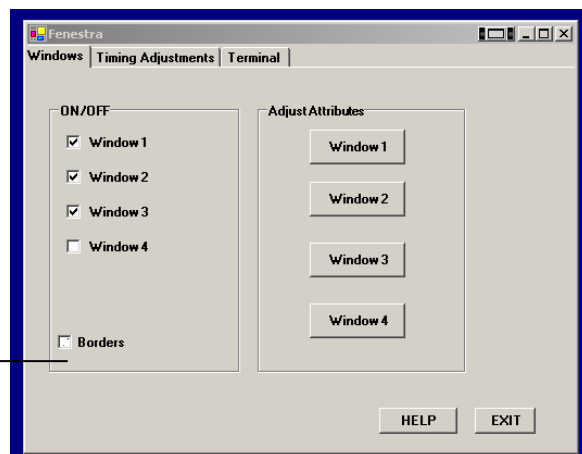 Fenestra
Windows Timing Adjustments Terminal
ON/OFF
Window 1
Window 2
Window 3
Window 4
Borders
Adjust Attributes
Window 1
Window 2
Window 3
Window 4
HELP EXIT